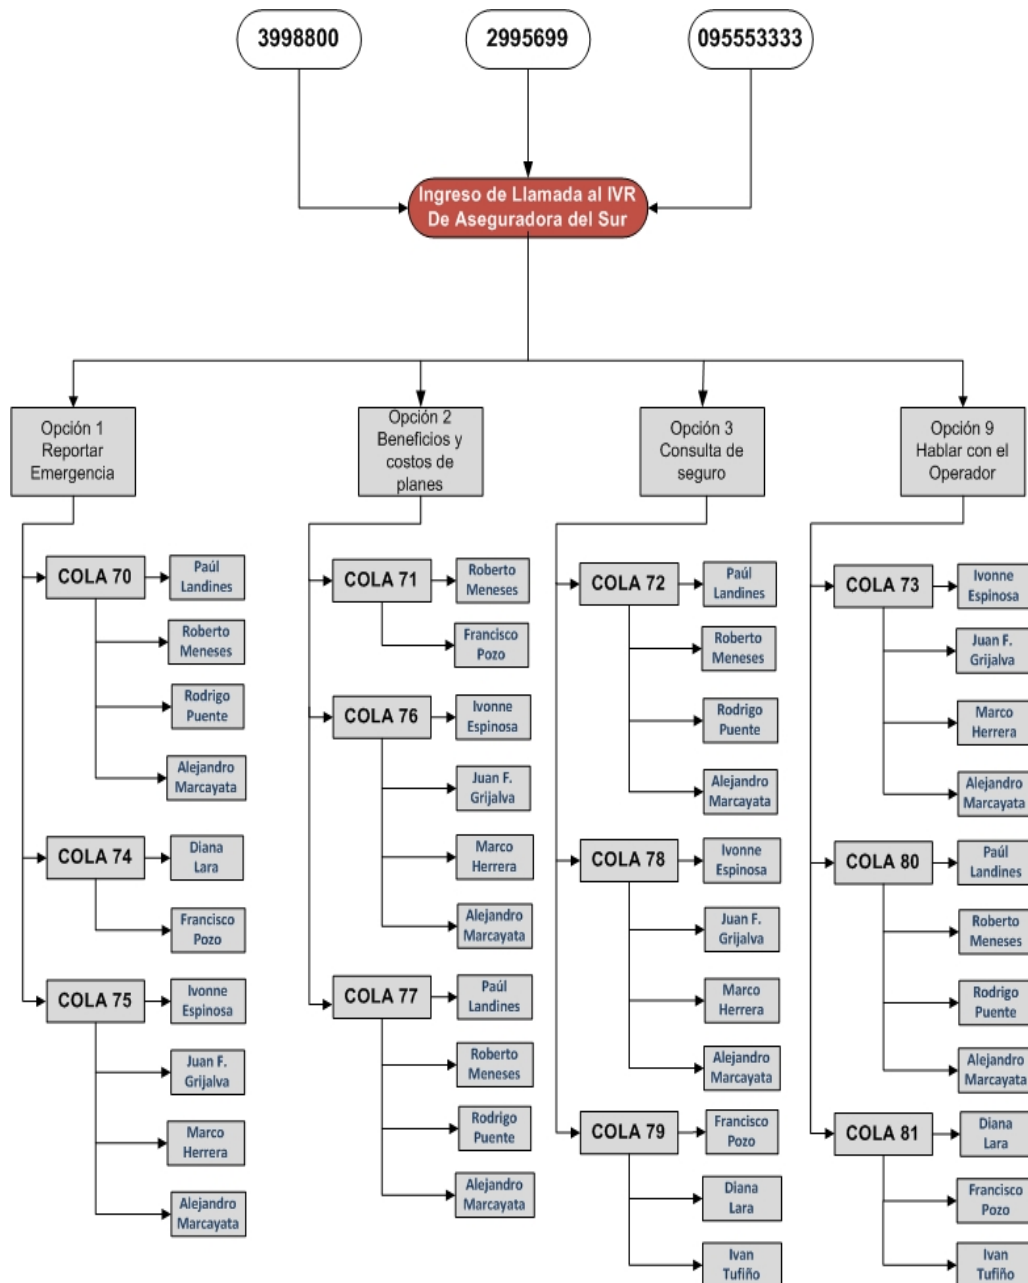 3998800
2995699
095553333
Ingreso de Llamada al IVR
De Aseguradora del Sur
Opción 1
Reportar
Emergencia
COLA 70
Paúl
Landines
Roberto
Meneses
Rodrigo
Puente
Alejandro
Marcayata
COLA 74
Diana
Lara
Francisco
Pozo
COLA 75
Ivonne
Espinosa
Juan F.
Grijalva
Marco
Herrera
Alejandro
Marcayata
Opción 2
Beneficios y
costos de
planes
COLA 71
Roberto
Meneses
Francisco
Pozo
COLA 76
Ivonne
Espinosa
Juan F.
Grijalva
Marco
Herrera
Alejandro
Marcayata
COLA 77
Paúl
Landines
Roberto
Meneses
Rodrigo
Puente
Alejandro
Marcayata
Opción 3
Consulta de
seguro
COLA 72
Paúl
Landines
Roberto
Meneses
Rodrigo
Puente
Alejandro
Marcayata
COLA 78
Ivonne
Espinosa
Juan F.
Grijalva
Marco
Herrera
Alejandro
Marcayata
COLA 79
Francisco
Pozo
Diana
Lara
Ivan
Tufiño
Opción 9
Hablar con el
Operador
COLA 73
Ivonne
Espinosa
Juan F.
Grijalva
Marco
Herrera
Alejandro
Marcayata
COLA 80
Paúl
Landines
Roberto
Meneses
Rodrigo
Puente
Alejandro
Marcayata
COLA 81
Diana
Lara
Francisco
Pozo
Ivan
Tufiño